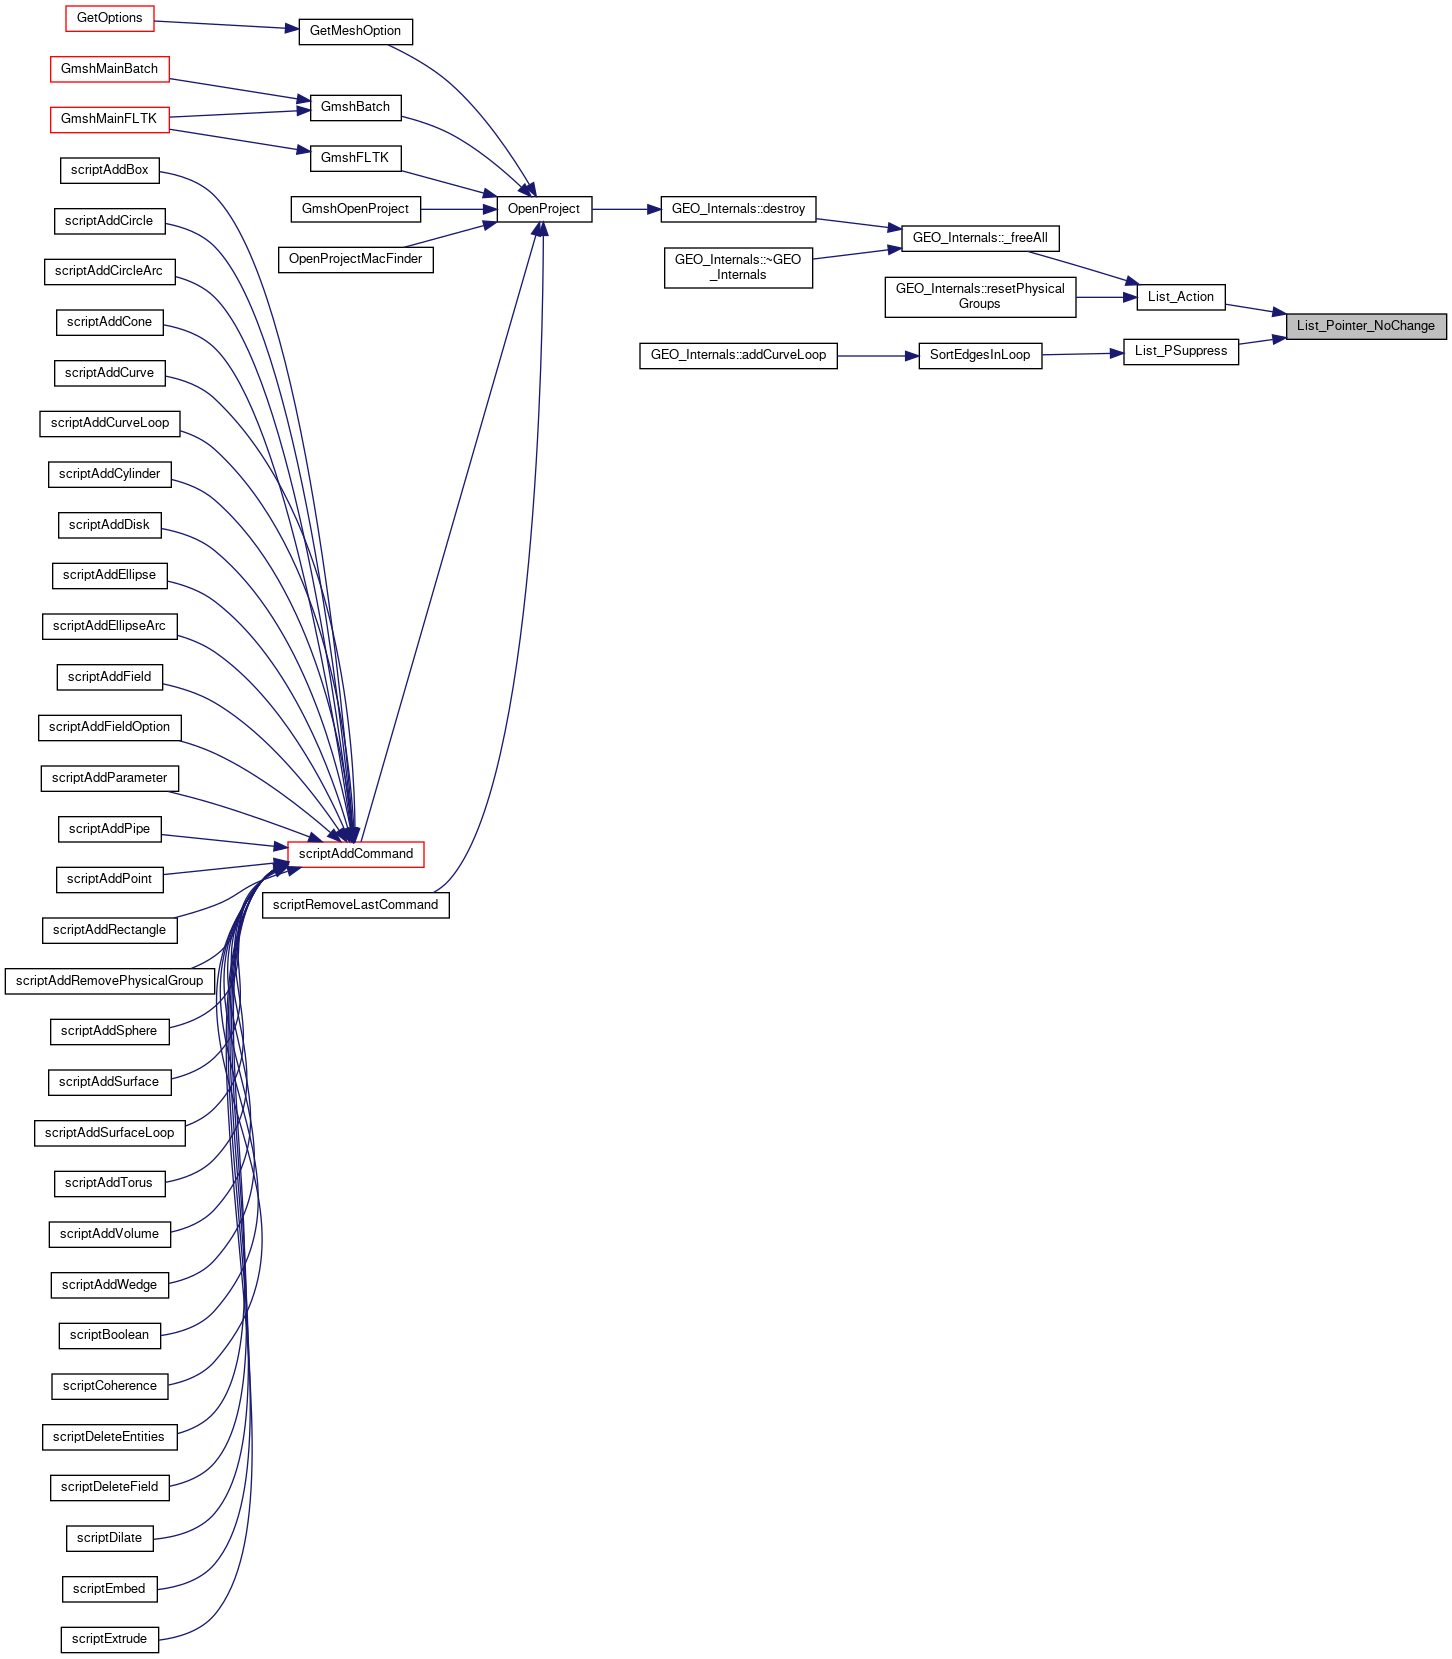 GetOptions
GetMeshOption
GmshMainBatch
GmshBatch
GmshMainFLTK
GmshFLTK
scriptAddBox
GmshOpenProject
OpenProject
GEO_Internals::destroy
scriptAddCircle
GEO_Internals::_freeAll
OpenProjectMacFinder
GEO_Internals::~GEO
_Internals
scriptAddCircleArc
GEO_Internals::resetPhysical
Groups
List_Action
scriptAddCone
List_Pointer_NoChange
GEO_Internals::addCurveLoop
SortEdgesInLoop
List_PSuppress
scriptAddCurve
scriptAddCurveLoop
scriptAddCylinder
scriptAddDisk
scriptAddEllipse
scriptAddEllipseArc
scriptAddField
scriptAddFieldOption
scriptAddParameter
scriptAddPipe
scriptAddCommand
scriptAddPoint
scriptRemoveLastCommand
scriptAddRectangle
scriptAddRemovePhysicalGroup
scriptAddSphere
scriptAddSurface
scriptAddSurfaceLoop
scriptAddTorus
scriptAddVolume
scriptAddWedge
scriptBoolean
scriptCoherence
scriptDeleteEntities
scriptDeleteField
scriptDilate
scriptEmbed
scriptExtrude